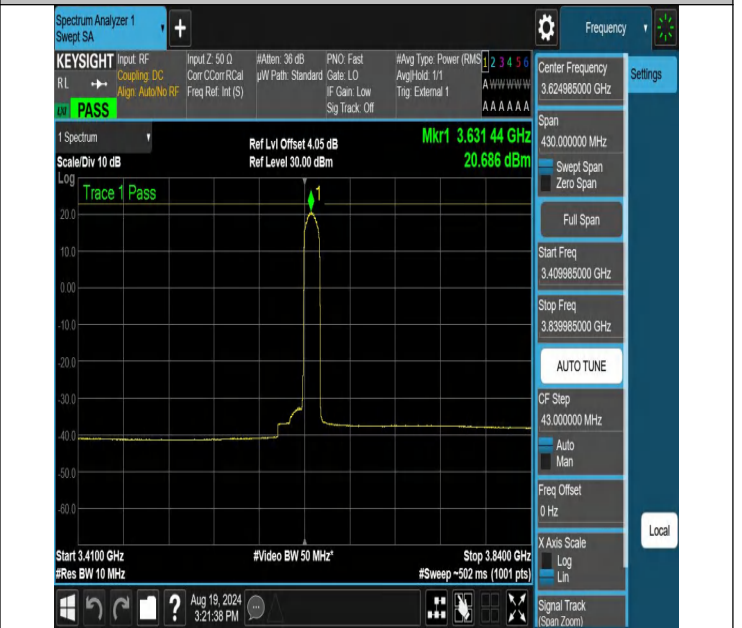 Spectrum Analyzer 1
Swept SA
+
Frequency
KEYSIGHT
RL
PASS
Input: RF
Coupling: DC
Align: Auto/No RF
Input Z: 50 Ω
Corr CCorr RCal
Freq Ref: Int (S)
#Atten: 36 dB
µW Path: Standard
PNO: Fast
Gate: LO
IF Gain: Low
Sig Track: Off
#Avg Type: Power (RMS
Avg|Hold: 1/1
Trig: External 1
1 2 3 4 5 6
A W W W W W
A A A A A A
1 Spectrum
Scale/Div 10 dB
Ref Lvl Offset 4.05 dB
Ref Level 30.00 dBm
Mkr1 3.631 44 GHz
20.686 dBm
Log
Trace 1 Pass
1
20.0
10.0
0.00
-10.0
-20.0
-30.0
-40.0
-50.0
-60.0
Start 3.4100 GHz
#Res BW 10 MHz
#Video BW 50 MHz*
Stop 3.8400 GHz
#Sweep ~502 ms (1001 pts)
Center Frequency
3.624985000 GHz
Settings
Span
430.000000 MHz
Swept Span
Zero Span
Full Span
Start Freq
3.409985000 GHz
Stop Freq
3.839985000 GHz
AUTO TUNE
CF Step
43.000000 MHz
Auto
Man
Freq Offset
0 Hz
X Axis Scale
Log
Lin
Local
Signal Track
(Span Zoom)
?
Aug 19, 2024
3:21:38 PM